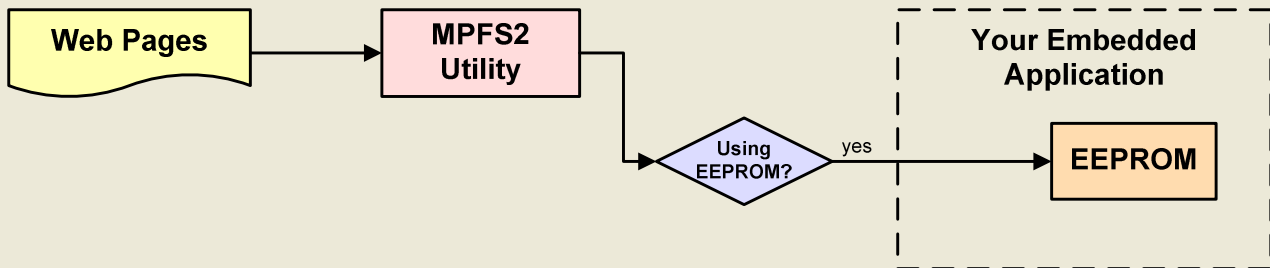 Web Pages
MPFS2
Utility
Using
EEPROM?
yes
Your Embedded
Application
EEPROM